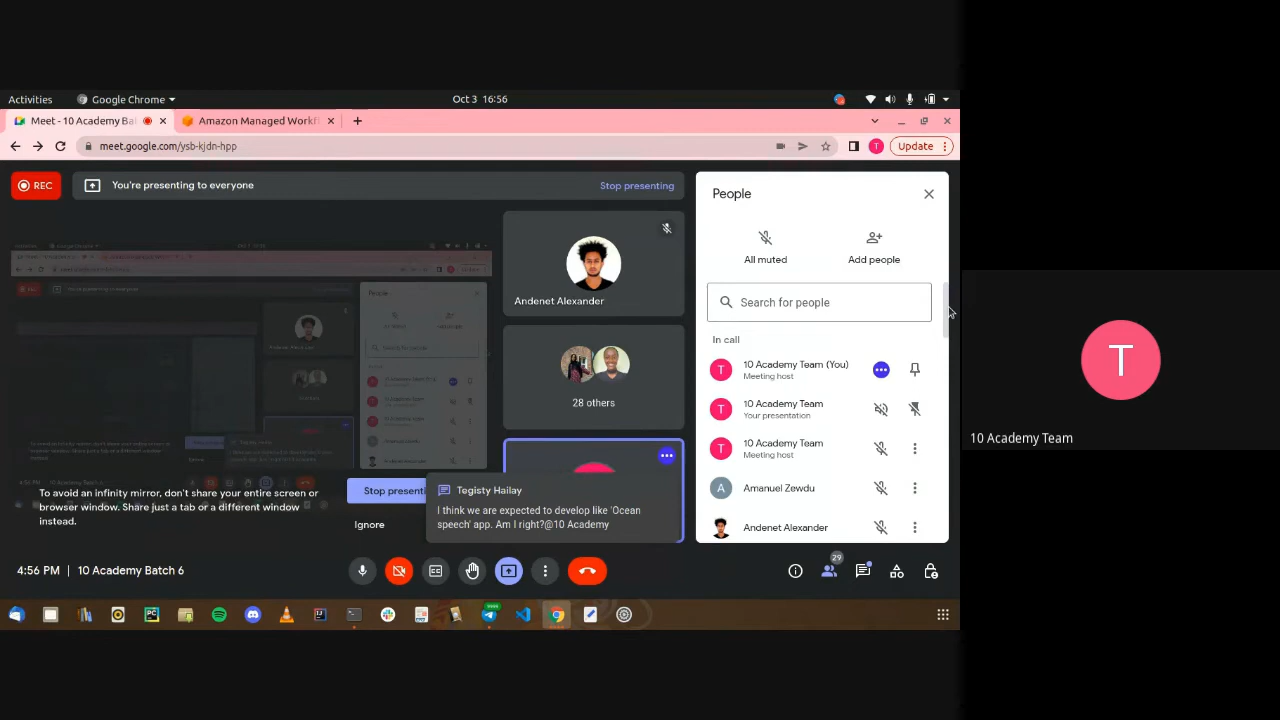 Activities
Google Chrome
Oct 3 16:56
Meet - 10 Academy Bat
Amazon Managed Workfl
meet.google.com/ysb-kjdn-hpp
T
Update
REC
You're presenting to everyone
Stop presenting
Andenet Alexander
28 others
To avoid an infinity mirror, don't share your entire screen or
browser window. Share just a tab or a different window
instead.
Stop presenti
Ignore
Tegisty Hailay
I think we are expected to develop like 'Ocean
speech' app. Am I right?@10 Academy
People
All muted
Add people
Search for people
In call
T
10 Academy Team (You)
Meeting host
T
10 Academy Team
Your presentation
T
10 Academy Team
Meeting host
A
Amanuel Zewdu
Andenet Alexander
4:56 PM | 10 Academy Batch 6
29
T
10 Academy Team